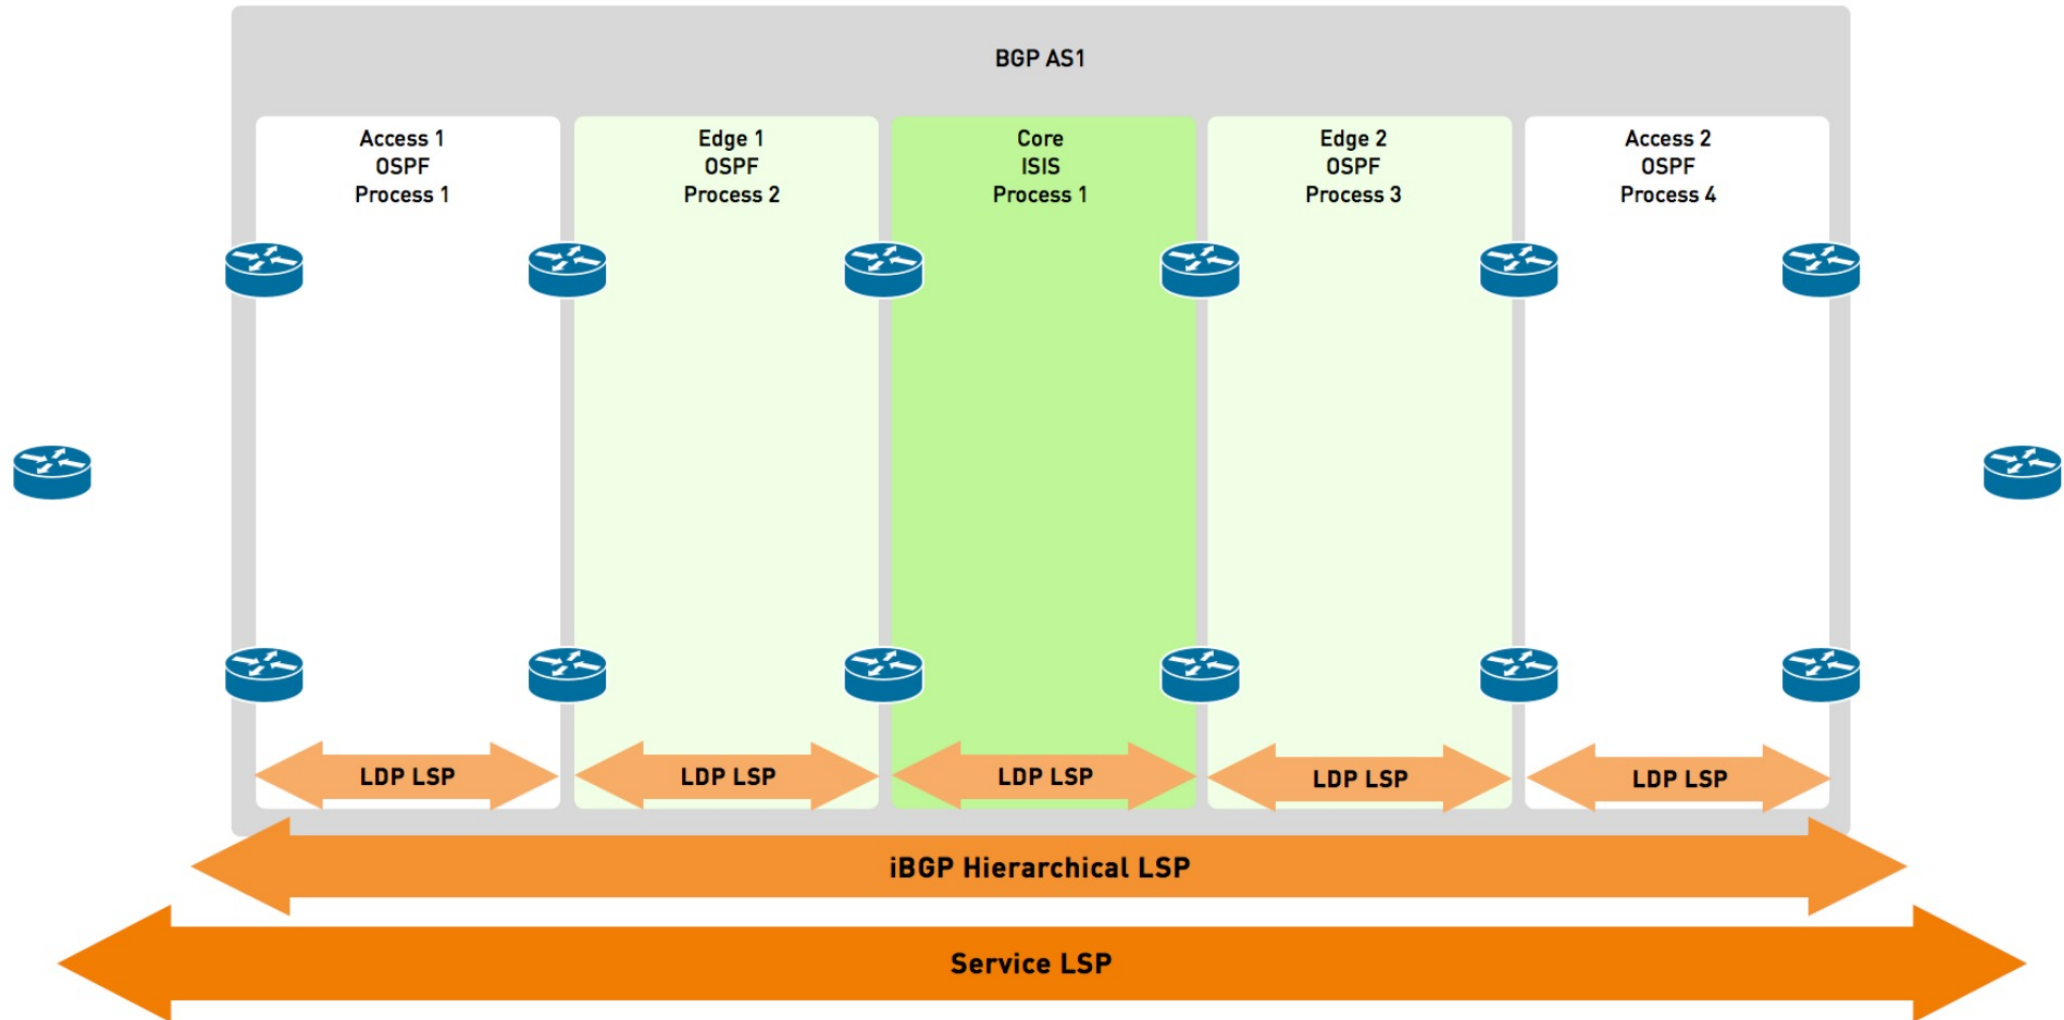 BGP AS1
Access 1
OSPF
Process 1
Edge 1
OSPF
Process 2
Core
ISIS
Process 1
Edge 2
OSPF
Process 3
Access 2
OSPF
Process 4
LDP LSP
LDP LSP
LDP LSP
LDP LSP
LDP LSP
iBGP Hierarchical LSP
Service LSP